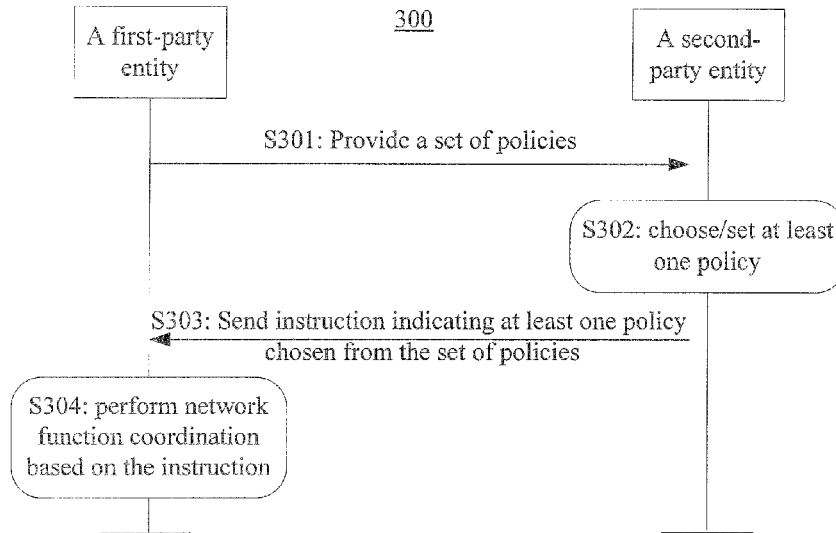 300
A first-party
entity
A second-
party entity
S301: Provide a set of policies
S302: choose/set at least
one policy
S303: Send instruction indicating at least one policy
chosen from the set of policies
S304: perform network
function coordination
based on the instruction